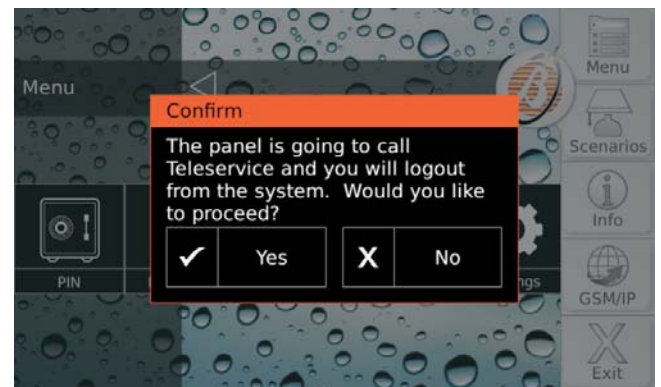 Menu
Confirm
The panel is going to call
Teleservice and you will logout
from the system. Would you like
to proceed?
Yes
X
No
PIN
ngs
Menu
Scenarios
Info
GSM/IP
Exit